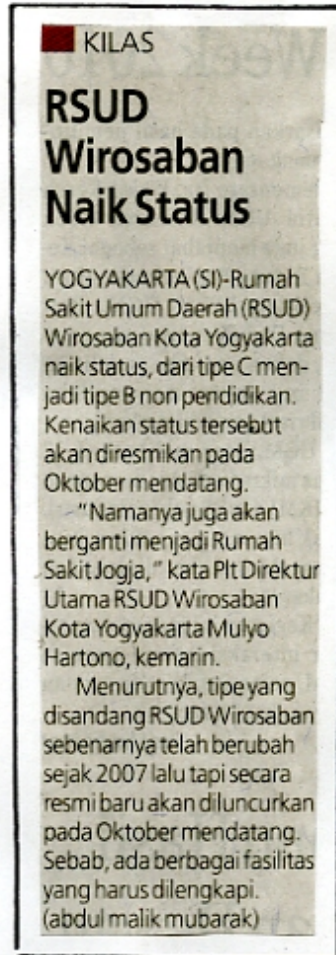 KILAS
RSUD
Wirosaban
Naik Status
YOGYAKARTA (SI)-Rumah
Sakit Umum Daerah (RSUD)
Wirosaban Kota Yogyakarta
naik status, dari tipe C men-
jadi tipe B non pendidikan.
Kenaikan status tersebut
akan diresmikan pada
Oktober mendatang.
"Namanya juga akan
berganti menjadi Rumah
Sakit Jogja," kata Plt Direktur
Utama RSUD Wirosaban
Kota Yogyakarta Mulyo
Hartono, kemarin.
Menurutnya, tipe yang
disandang RSUD Wirosaban
sebenarnya telah berubah
sejak 2007 lalu tapi secara
resmi baru akan diluncurkan
pada Oktober mendatang.
Sebab, ada berbagai fasilitas
yang harus dilengkapi.
(abdul malik mubarak)